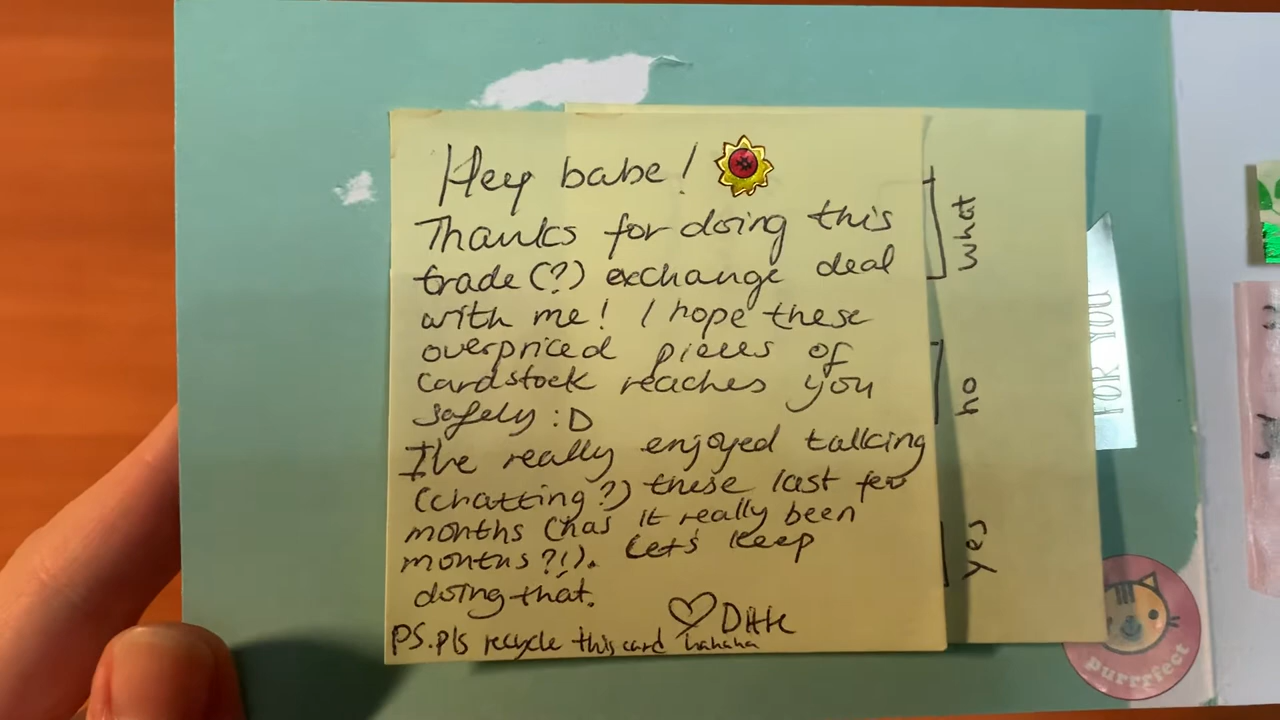 Hey babe!
Thanks for doing this
trade(?) exchange deal
with me! I hope these
overpriced pieces of
cardstock reaches you
safely :D
I've really enjoyed talking
(chatting?) these last few
months (has it really been
months?!). Let's keep
doing that.
♡
PS. Pls recycle this card hahaha
what
no
yes
FOR YOU
purrrfect